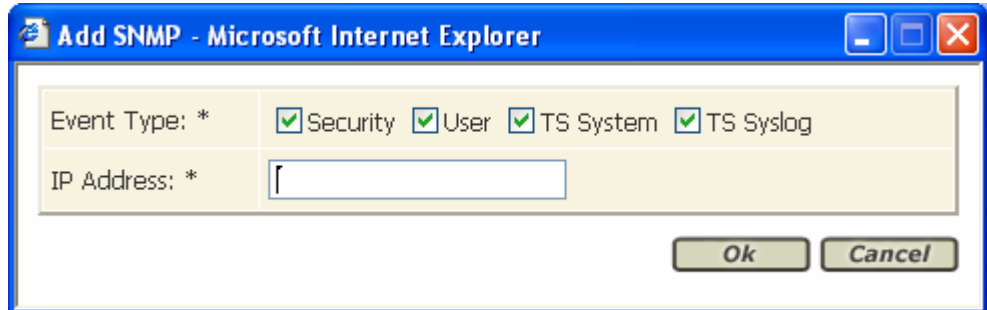 Add SNMP - Microsoft Internet Explorer
Event Type: * Security User TS System TS Syslog
IP Address: *
Ok Cancel